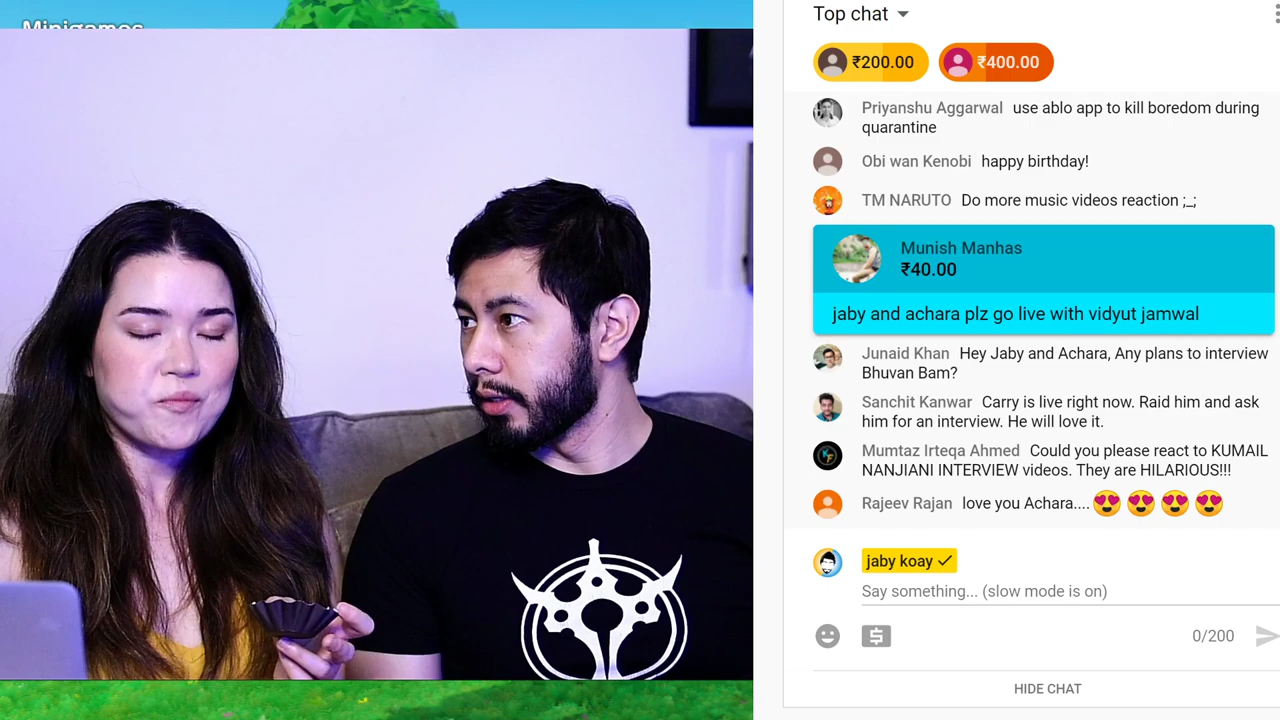 Minigames
Top chat
₹200.00 ₹400.00
Priyanshu Aggarwal use ablo app to kill boredom during
quarantine
Obi wan Kenobi happy birthday!
TM NARUTO Do more music videos reaction ;_;
Munish Manhas
₹40.00
jaby and achara plz go live with vidyut jamwal
Junaid Khan Hey Jaby and Achara, Any plans to interview
Bhuvan Bam?
Sanchit Kanwar Carry is live right now. Raid him and ask
him for an interview. He will love it.
Mumtaz Irteqa Ahmed Could you please react to KUMAIL
NANJIANI INTERVIEW videos. They are HILARIOUS!!!
Rajeev Rajan love you Achara....😍 😍 😍 😍
jaby koay ✓
Say something... (slow mode is on)
0/200
HIDE CHAT